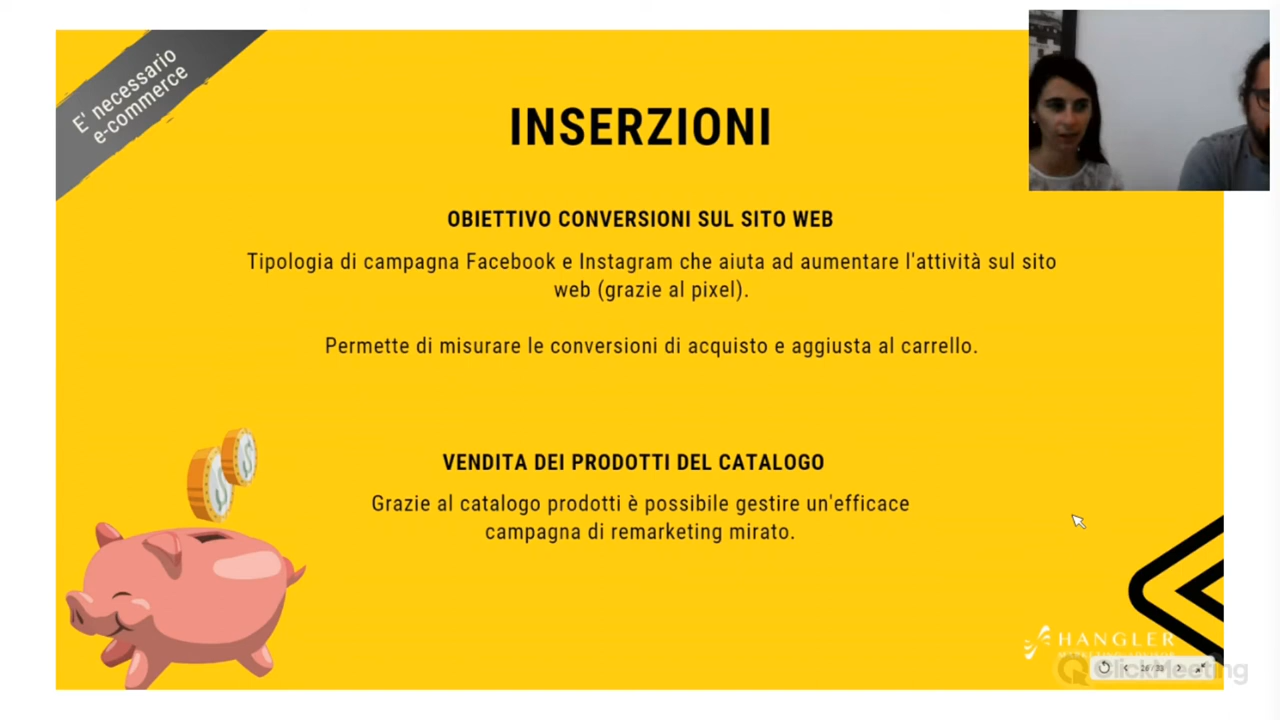 E' necessario
e-commerce
INSERZIONI
OBIETTIVO CONVERSIONI SUL SITO WEB
Tipologia di campagna Facebook e Instagram che aiuta ad aumentare l'attività sul sito
web (grazie al pixel).
Permette di misurare le conversioni di acquisto e aggiusta al carrello.
VENDITA DEI PRODOTTI DEL CATALOGO
Grazie al catalogo prodotti è possibile gestire un'efficace
campagna di remarketing mirato.
HANGLER
ClickMeeting